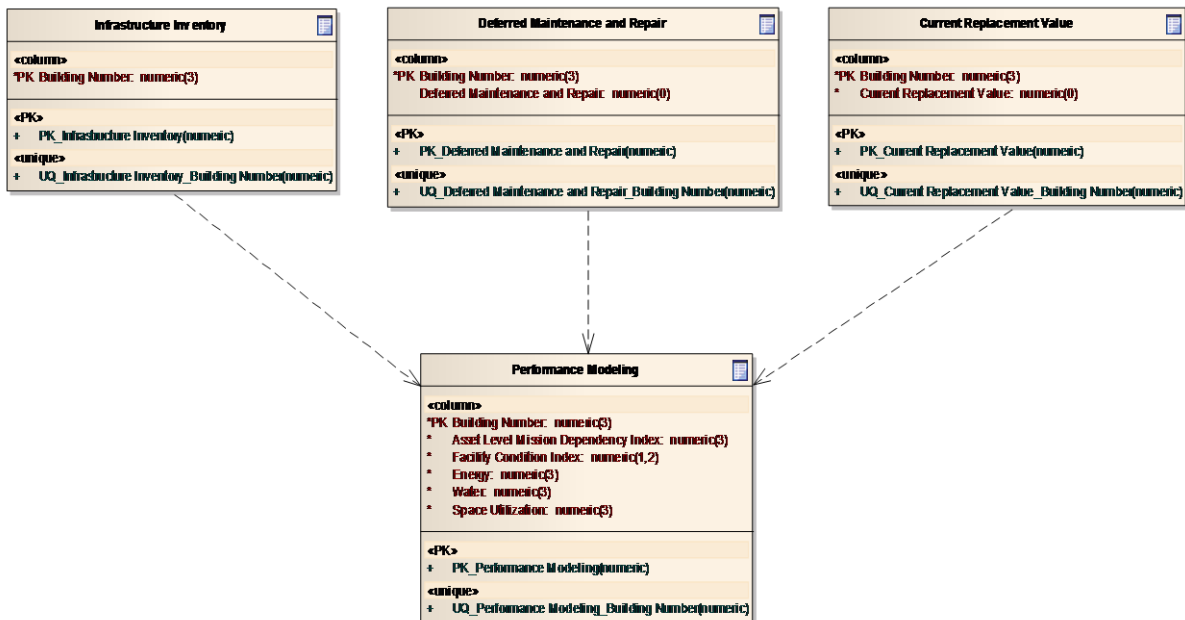 Infrastructure Inventory
«column»
*PK Building Number: numeric(3)
«PK»
+ PK_Infrastructure Inventory(numeric)
«unique»
+ UQ_Infrastructure Inventory_Building Number(numeric)
Deferred Maintenance and Repair
«column»
*PK Building Number: numeric(3)
Deferred Maintenance and Repair: numeric(0)
«PK»
+ PK_Deferred Maintenance and Repair(numeric)
«unique»
+ UQ_Deferred Maintenance and Repair_Building Number(numeric)
Current Replacement Value
«column»
*PK Building Number: numeric(3)
* Current Replacement Value: numeric(0)
«PK»
+ PK_Current Replacement Value(numeric)
«unique»
+ UQ_Current Replacement Value_Building Number(numeric)
Performance Modeling
«column»
*PK Building Number: numeric(3)
* Asset Level Mission Dependency Index: numeric(3)
* Facility Condition Index: numeric(1,2)
* Energy: numeric(3)
* Water: numeric(3)
* Space Utilization: numeric(3)
«PK»
+ PK_Performance Modeling(numeric)
«unique»
+ UQ_Performance Modeling_Building Number(numeric)